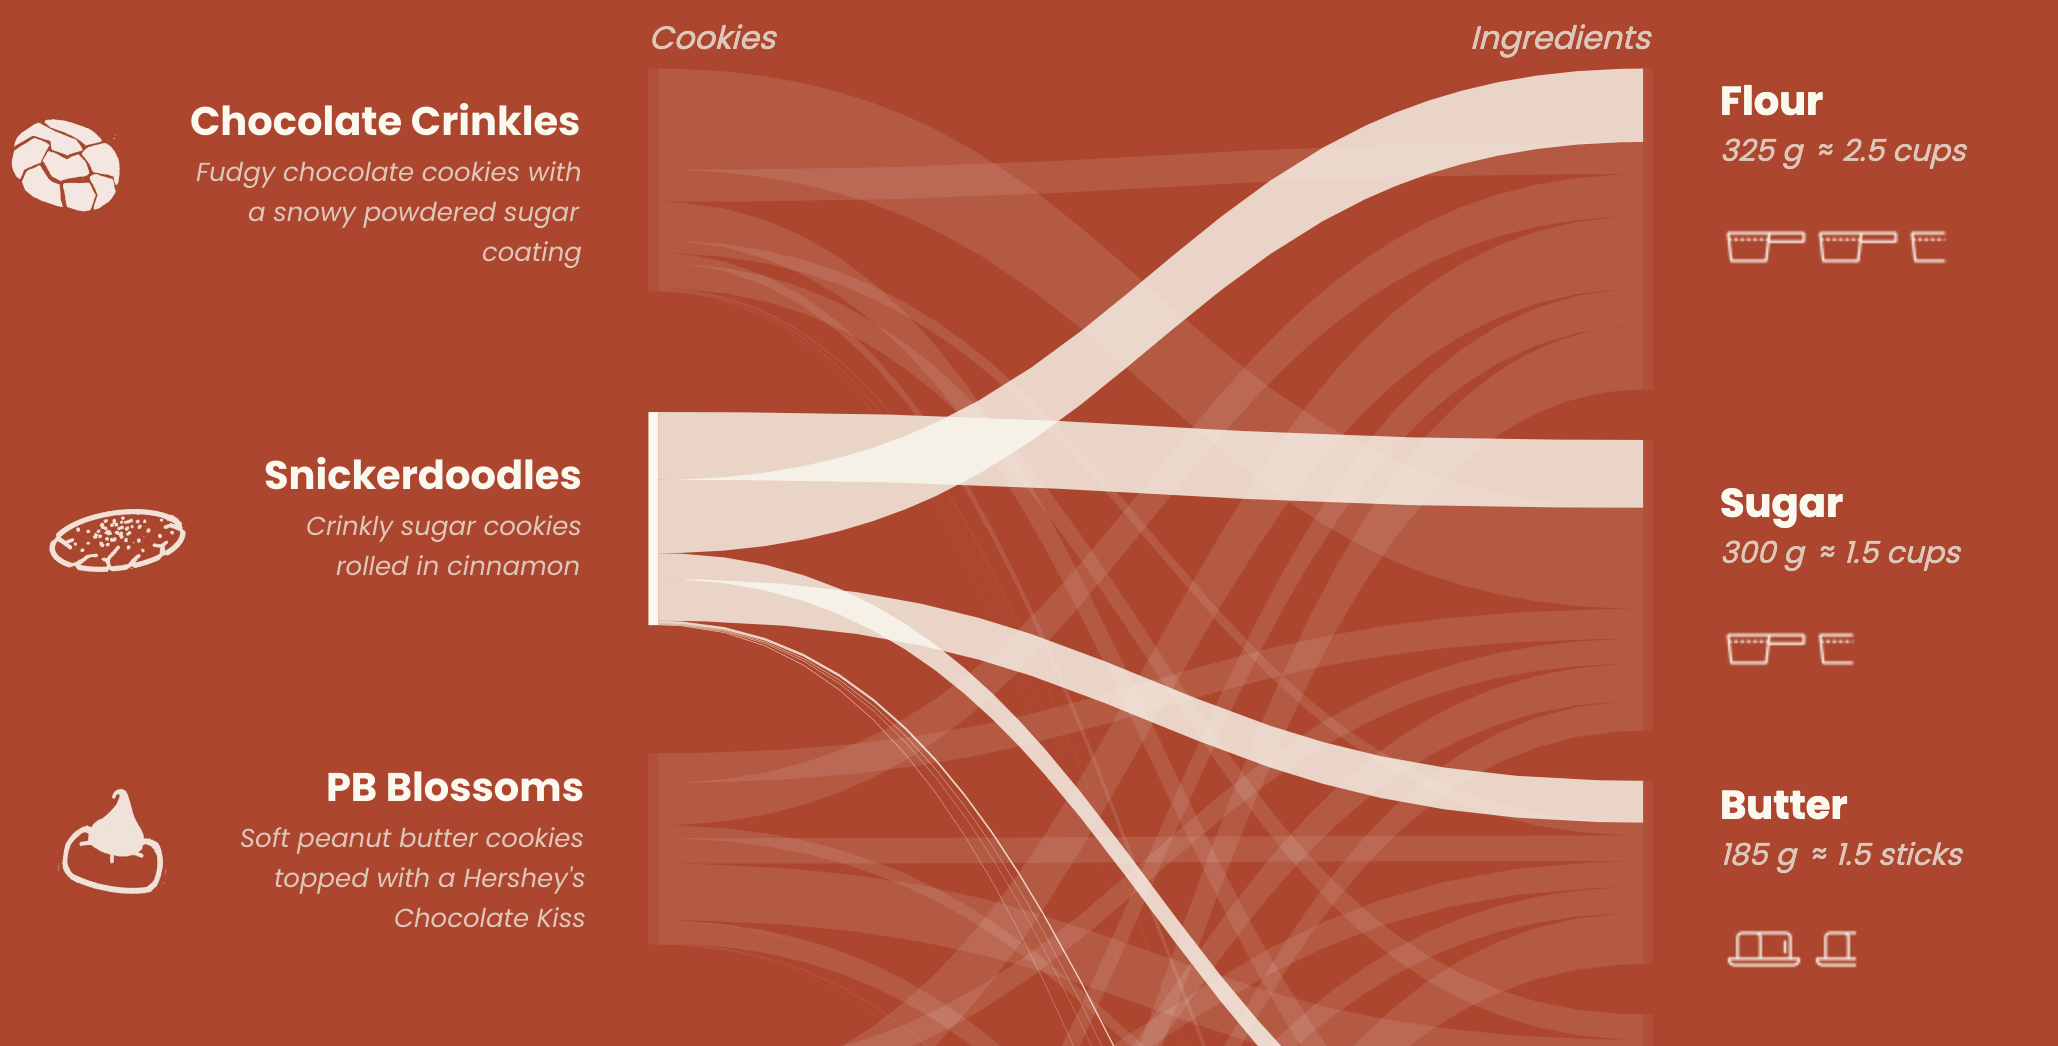 Cookies
Ingredients
Chocolate Crinkles
Fudgy chocolate cookies with
a snowy powdered sugar
coating
Snickerdoodles
Crinkly sugar cookies
rolled in cinnamon
PB Blossoms
Soft peanut butter cookies
topped with a Hershey's
Chocolate Kiss
Flour
325 g ≈ 2.5 cups
Sugar
300 g ≈ 1.5 cups
Butter
185 g ≈ 1.5 sticks